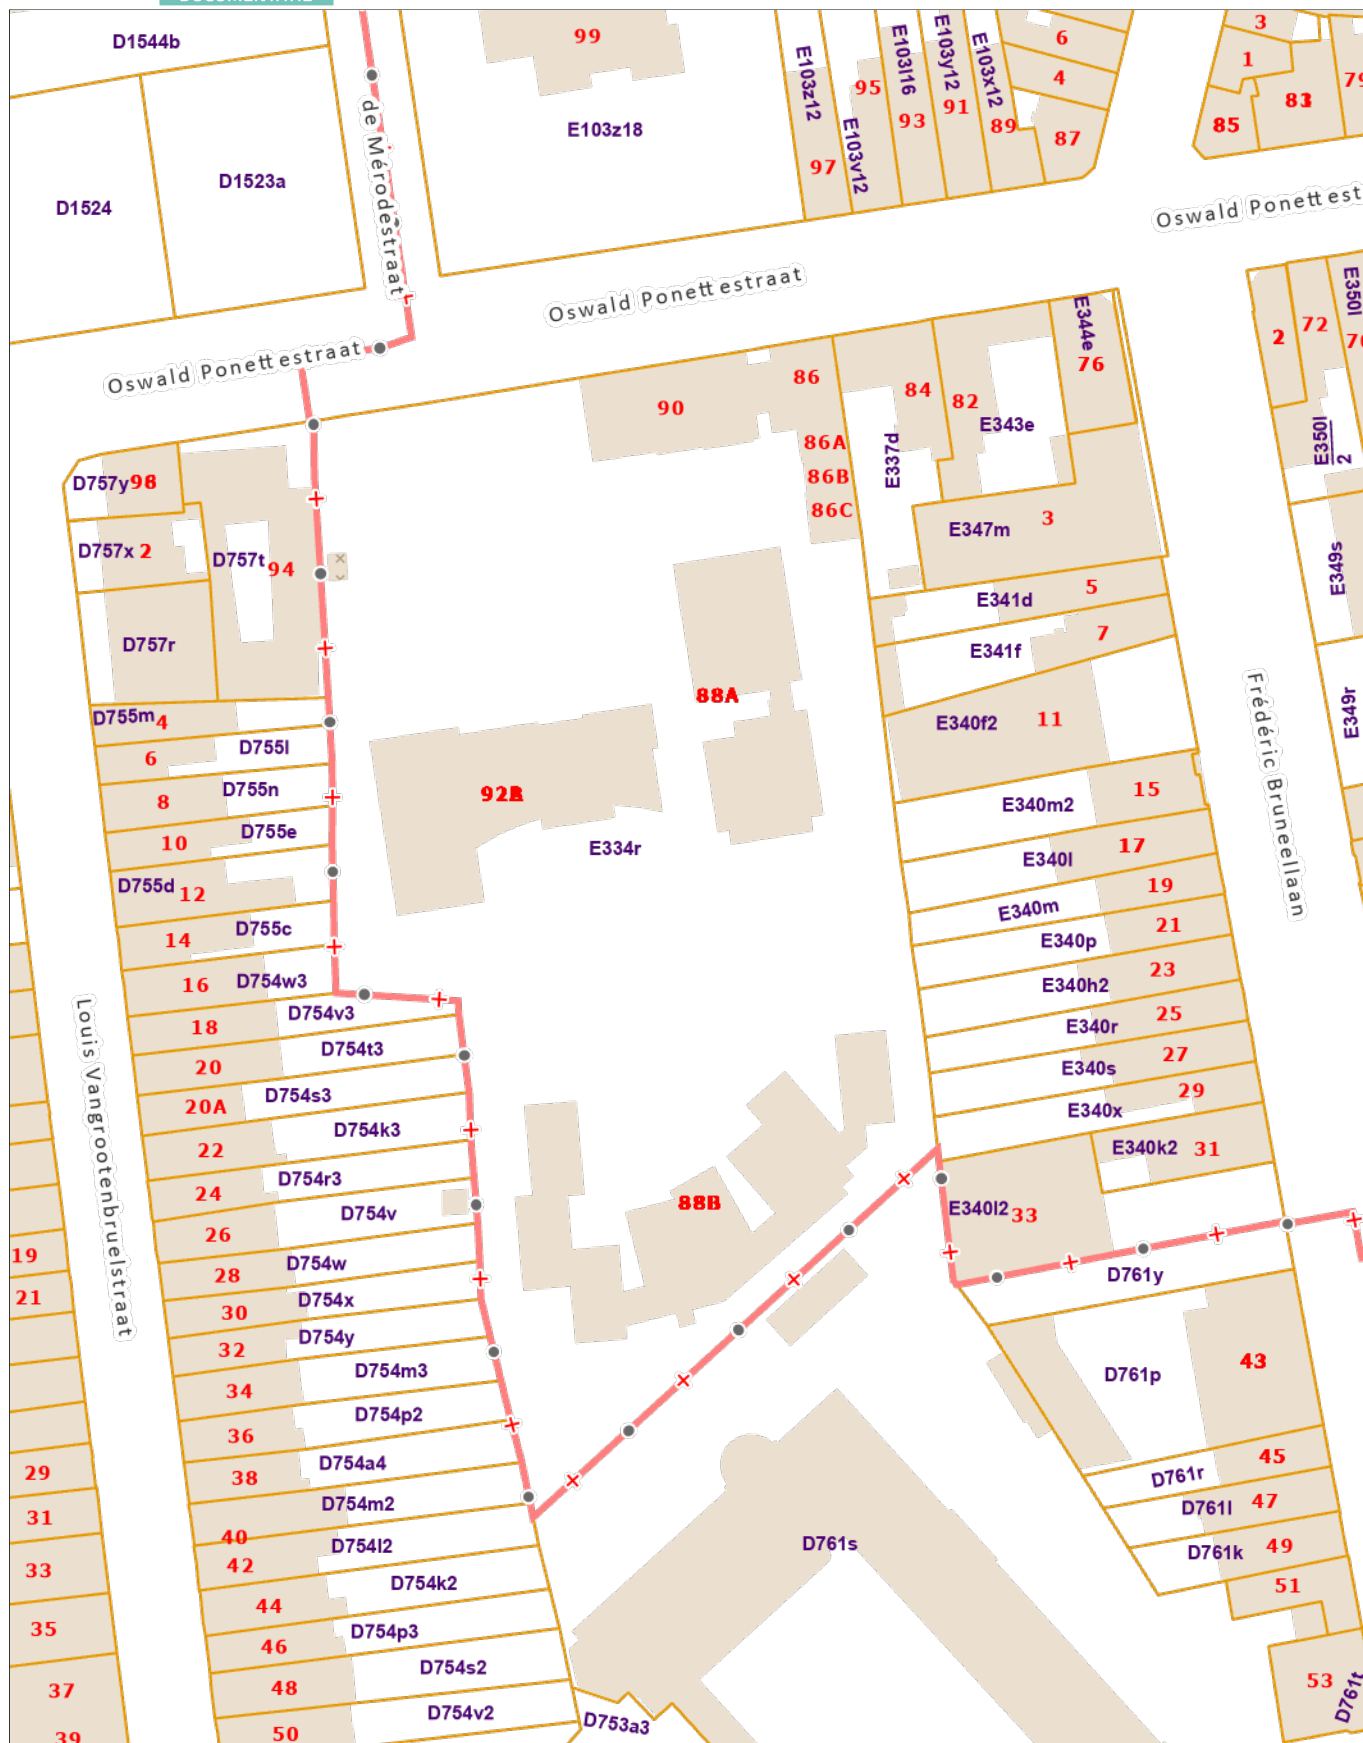 D1544b
99
E103z12
E103l16
E103y12
E103x12
6
3
1
4
79
95
83
93
91
89
87
85
E103z18
E103v12
97
D1523a
D1524
de Mérodestraat
Oswald Ponettestraat
Oswald Ponettestraat
Oswald Ponettestraat
E350l
E344e
2
72
76
86
84
82
90
E343e
86A
E337d
E350l
2
86B
86C
D757y
E347m
3
D757x
2
D757t
94
E349s
E341d
5
7
E341f
D757r
88A
E349r
D755m
4
E340f2
11
Frédéric Bruneellaan
6
D755l
D755n
8
15
E340m2
10
D755e
E334r
17
E340l
D755d
12
19
E340m
14
D755c
21
E340p
16
D754w3
23
E340h2
18
D754v3
25
E340r
20
D754t3
27
E340s
20A
D754s3
29
E340x
22
D754k3
E340k2
31
Louis Vangrootenbruelstraat
24
D754r3
88B
26
D754v
E340l2
33
19
28
D754w
D761y
21
30
D754x
32
D754y
34
D754m3
D761p
43
36
D754p2
38
D754a4
45
29
D761r
D754m2
47
31
D761l
40
D754l2
D761s
49
D761k
42
33
D754k2
51
44
35
D754p3
46
D754s2
48
53
37
D761t
D754v2
D753a3
50
39